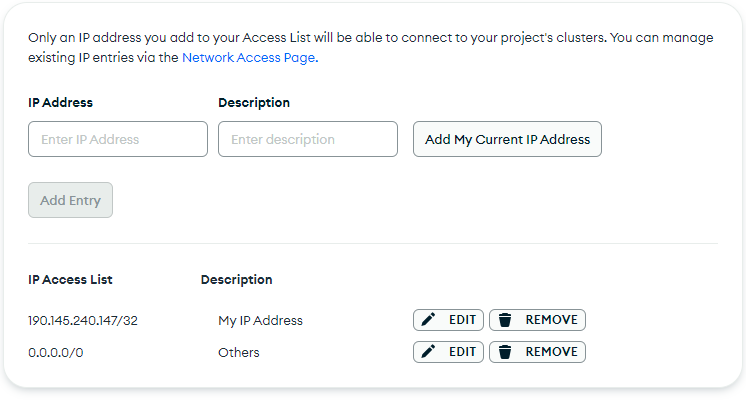 Only an IP address you add to your Access List will be able to connect to your project's clusters. You can manage
existing IP entries via the Network Access Page.
IP Address Description
Enter IP Address Enter description Add My Current IP Address
Add Entry
IP Access List Description
190.145.240.147/32 My IP Address EDIT REMOVE
0.0.0.0/0 Others EDIT REMOVE